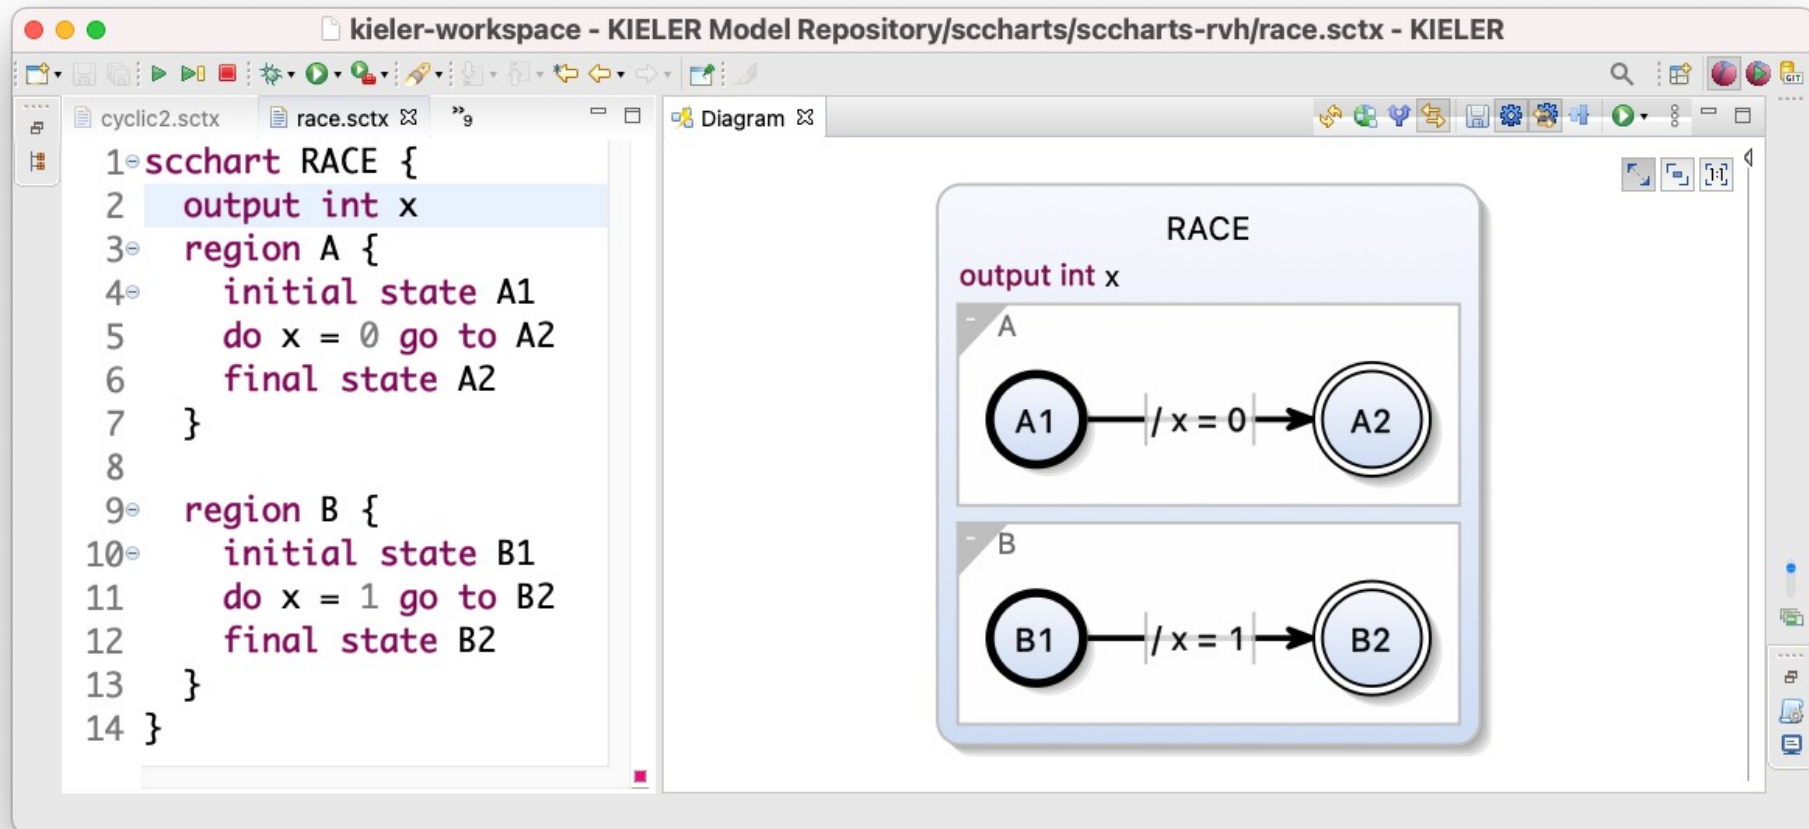 kieler-workspace - KIELER Model Repository/sccharts/sccharts-rvh/race.sctx - KIELER
GIT
cyclic2.sctx race.sctx »9
1 scchart RACE {
2 output int x
3 region A {
4 initial state A1
5 do x = 0 go to A2
6 final state A2
7 }
8
9 region B {
10 initial state B1
11 do x = 1 go to B2
12 final state B2
13 }
14 }
Diagram
1:1
RACE
output int x
- A
A1 / x = 0 A2
- B
B1 / x = 1 B2